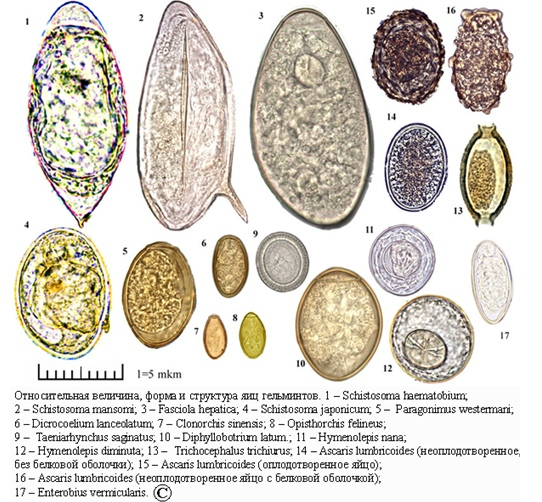 1
2
3
15
16
14
13
4
5
6
9
11
7
8
10
12
17
1=5 mkm
Относительная величина, форма и структура яиц гельминтов. 1 – Schistosoma haematobium;
2 – Schistosoma mansomi; 3 – Fasciola hepatica; 4 – Schistosoma japonicum; 5 – Paragonimus westermani;
6 – Dicrocoelium lanceolatum; 7 – Clonorchis sinensis; 8 – Opisthorchis felineus;
9 – Taeniarhynchus saginatus; 10 – Diphyllobotrium latum.; 11 – Hymenolepis nana;
12 – Hymenolepis diminuta; 13 – Trichocephalus trichiurus; 14 – Ascaris lumbricoides (неоплодотворенное,
без белковой оболочки); 15 – Ascaris lumbricoides (оплодотворенное яйцо);
16 – Ascaris lumbricoides (неоплодотворенное яйцо с белковой оболочкой);
17 – Enterobius vermicularis. ©